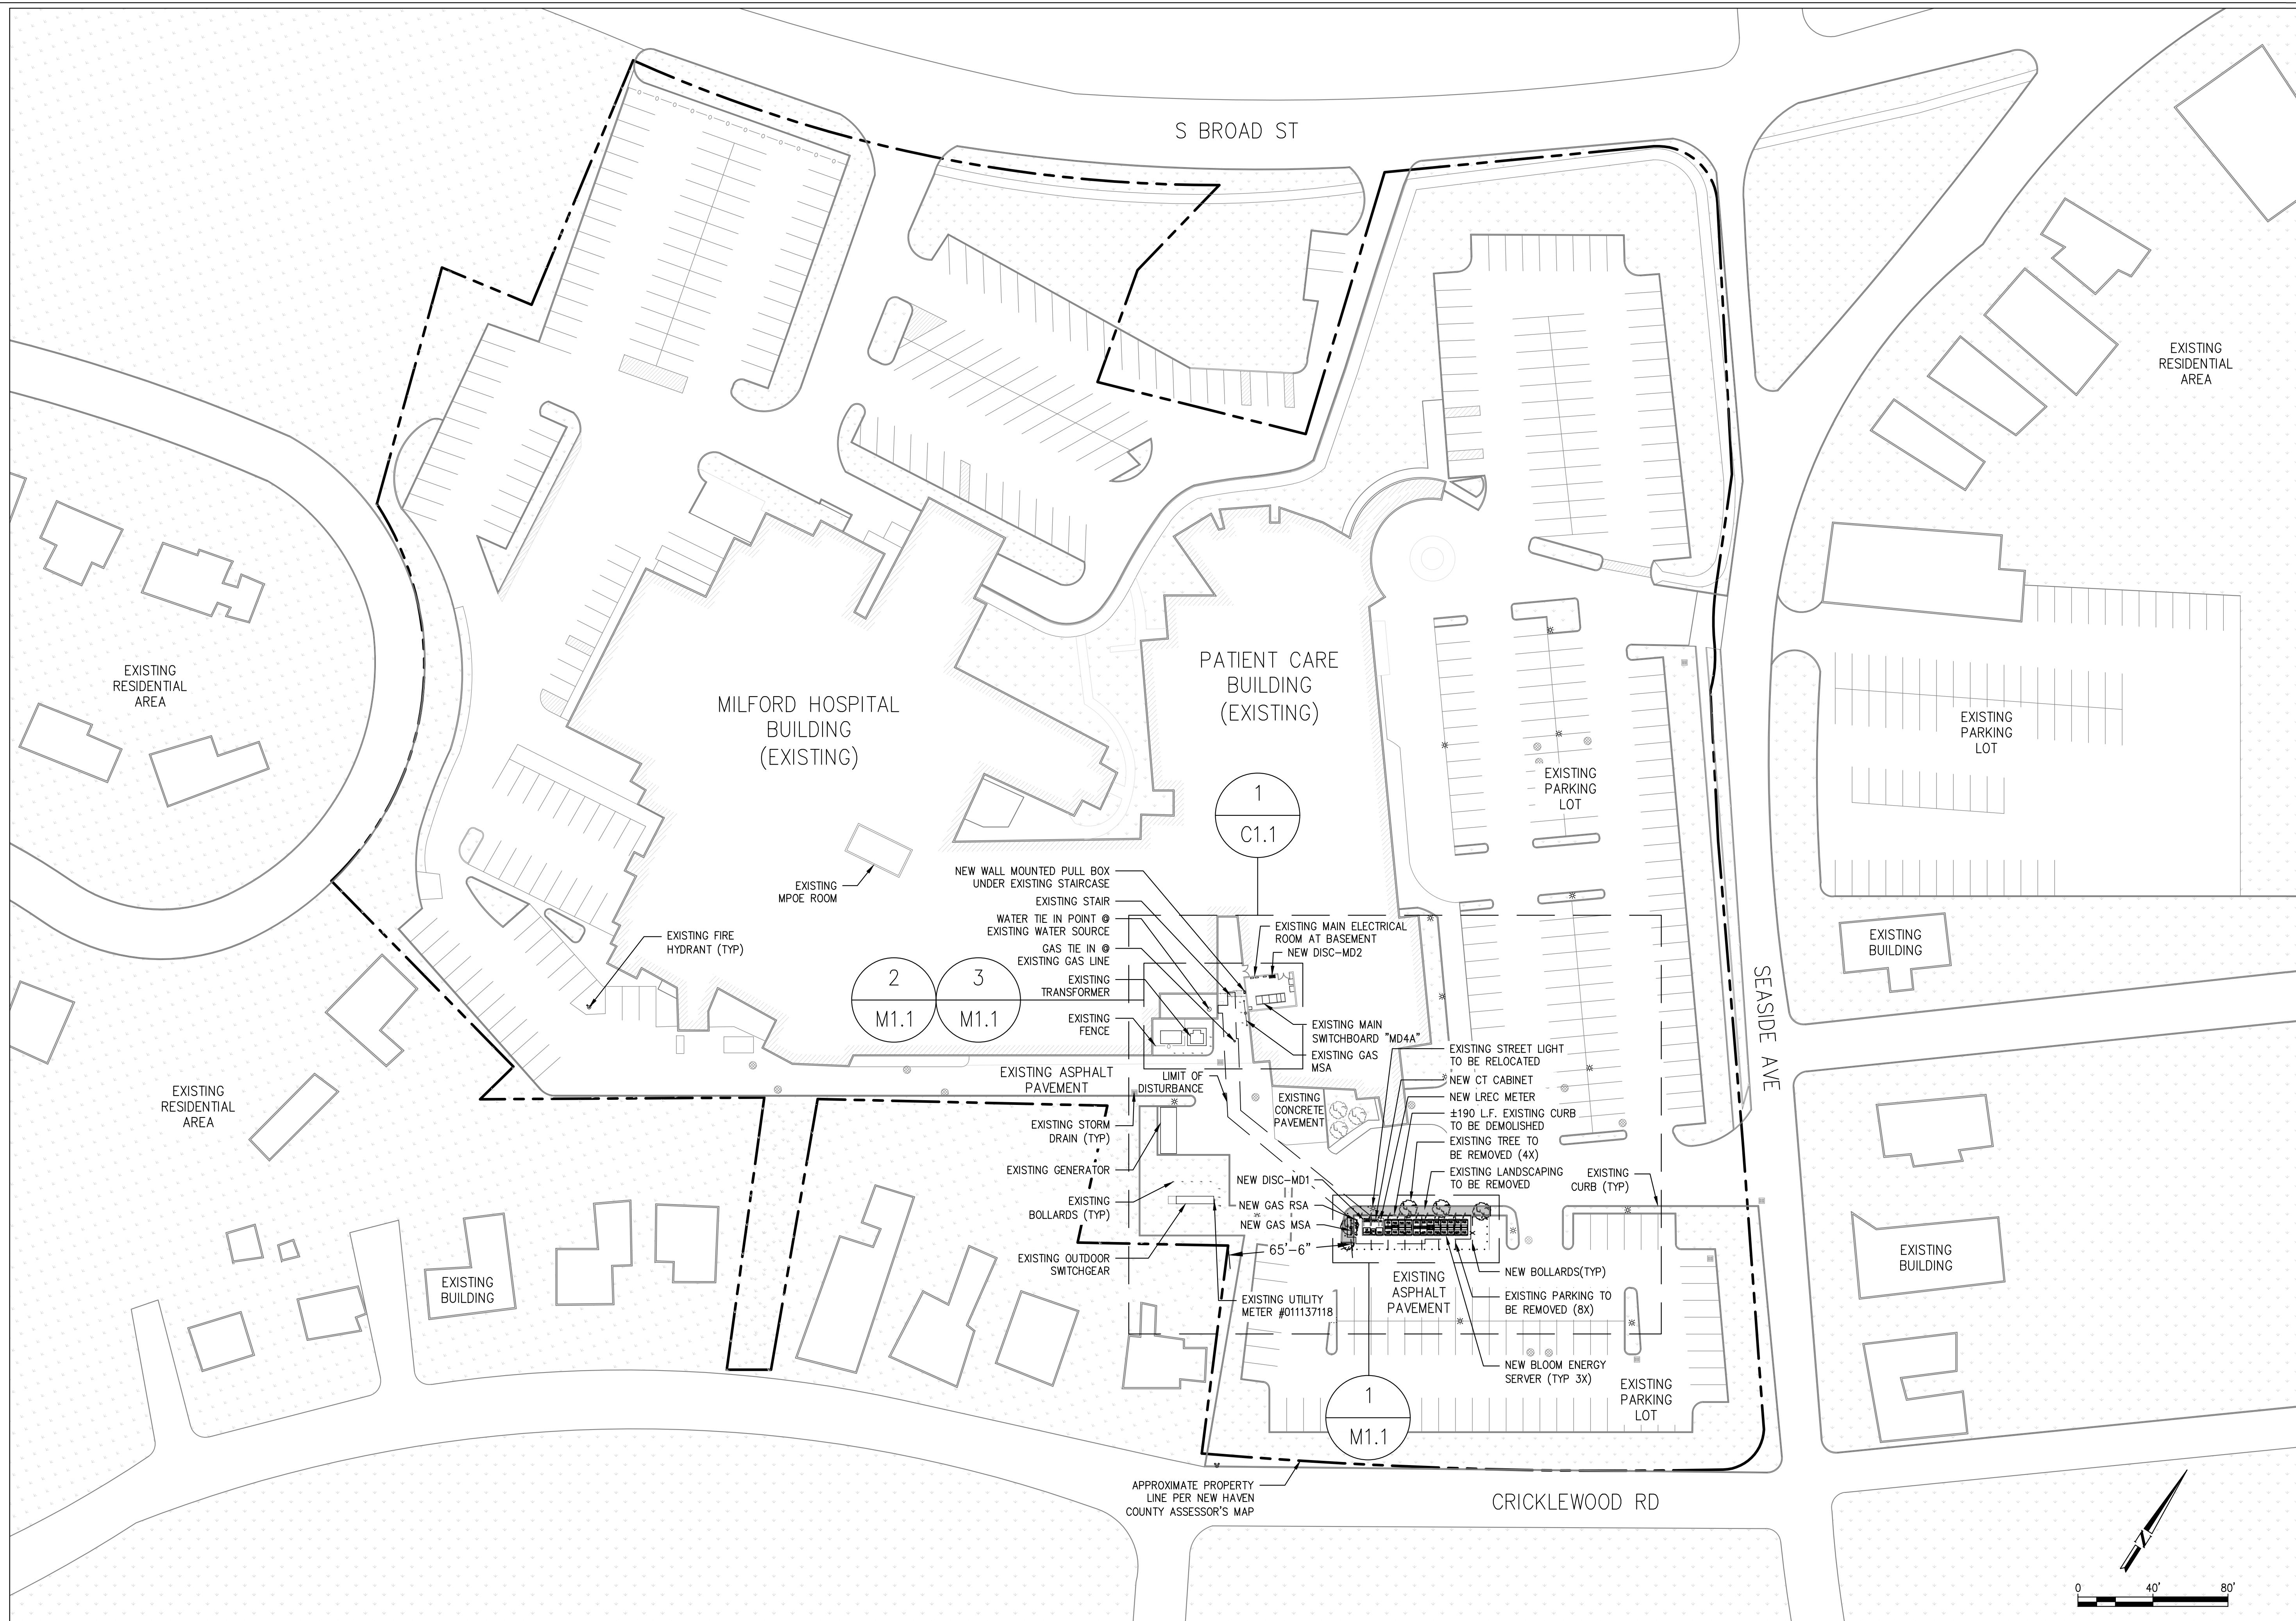 S BROAD ST
EXISTING
RESIDENTIAL
AREA
EXISTING
RESIDENTIAL
AREA
MILFORD HOSPITAL
BUILDING
(EXISTING)
PATIENT CARE
BUILDING
(EXISTING)
EXISTING
PARKING
LOT
EXISTING
PARKING
LOT
1
C1.1
EXISTING
MPOE ROOM
NEW WALL MOUNTED PULL BOX
UNDER EXISTING STAIRCASE
EXISTING STAIR
WATER TIE IN POINT @
EXISTING WATER SOURCE
GAS TIE IN @
EXISTING GAS LINE
EXISTING
TRANSFORMER
EXISTING
FENCE
EXISTING FIRE
HYDRANT (TYP)
2
M1.1
3
M1.1
EXISTING MAIN ELECTRICAL
ROOM AT BASEMENT
NEW DISC-MD2
EXISTING MAIN
SWITCHBOARD "MD4A"
EXISTING GAS
MSA
EXISTING
BUILDING
SEASIDE AVE
EXISTING ASPHALT
PAVEMENT
LIMIT OF
DISTURBANCE
EXISTING
CONCRETE
PAVEMENT
EXISTING STREET LIGHT
TO BE RELOCATED
NEW CT CABINET
NEW LREC METER
±190 L.F. EXISTING CURB
TO BE DEMOLISHED
EXISTING TREE TO
BE REMOVED (4X)
EXISTING LANDSCAPING
TO BE REMOVED
EXISTING
CURB (TYP)
EXISTING
RESIDENTIAL
AREA
EXISTING STORM
DRAIN (TYP)
EXISTING GENERATOR
EXISTING
BOLLARDS (TYP)
EXISTING OUTDOOR
SWITCHGEAR
NEW DISC-MD1
NEW GAS RSA
NEW GAS MSA
65'-6"
EXISTING UTILITY
METER #011137118
EXISTING
ASPHALT
PAVEMENT
NEW BOLLARDS(TYP)
EXISTING PARKING TO
BE REMOVED (8X)
NEW BLOOM ENERGY
SERVER (TYP 3X)
EXISTING
PARKING
LOT
EXISTING
BUILDING
EXISTING
BUILDING
1
M1.1
APPROXIMATE PROPERTY
LINE PER NEW HAVEN
COUNTY ASSESSOR'S MAP
CRICKLEWOOD RD
N
0 40' 80'